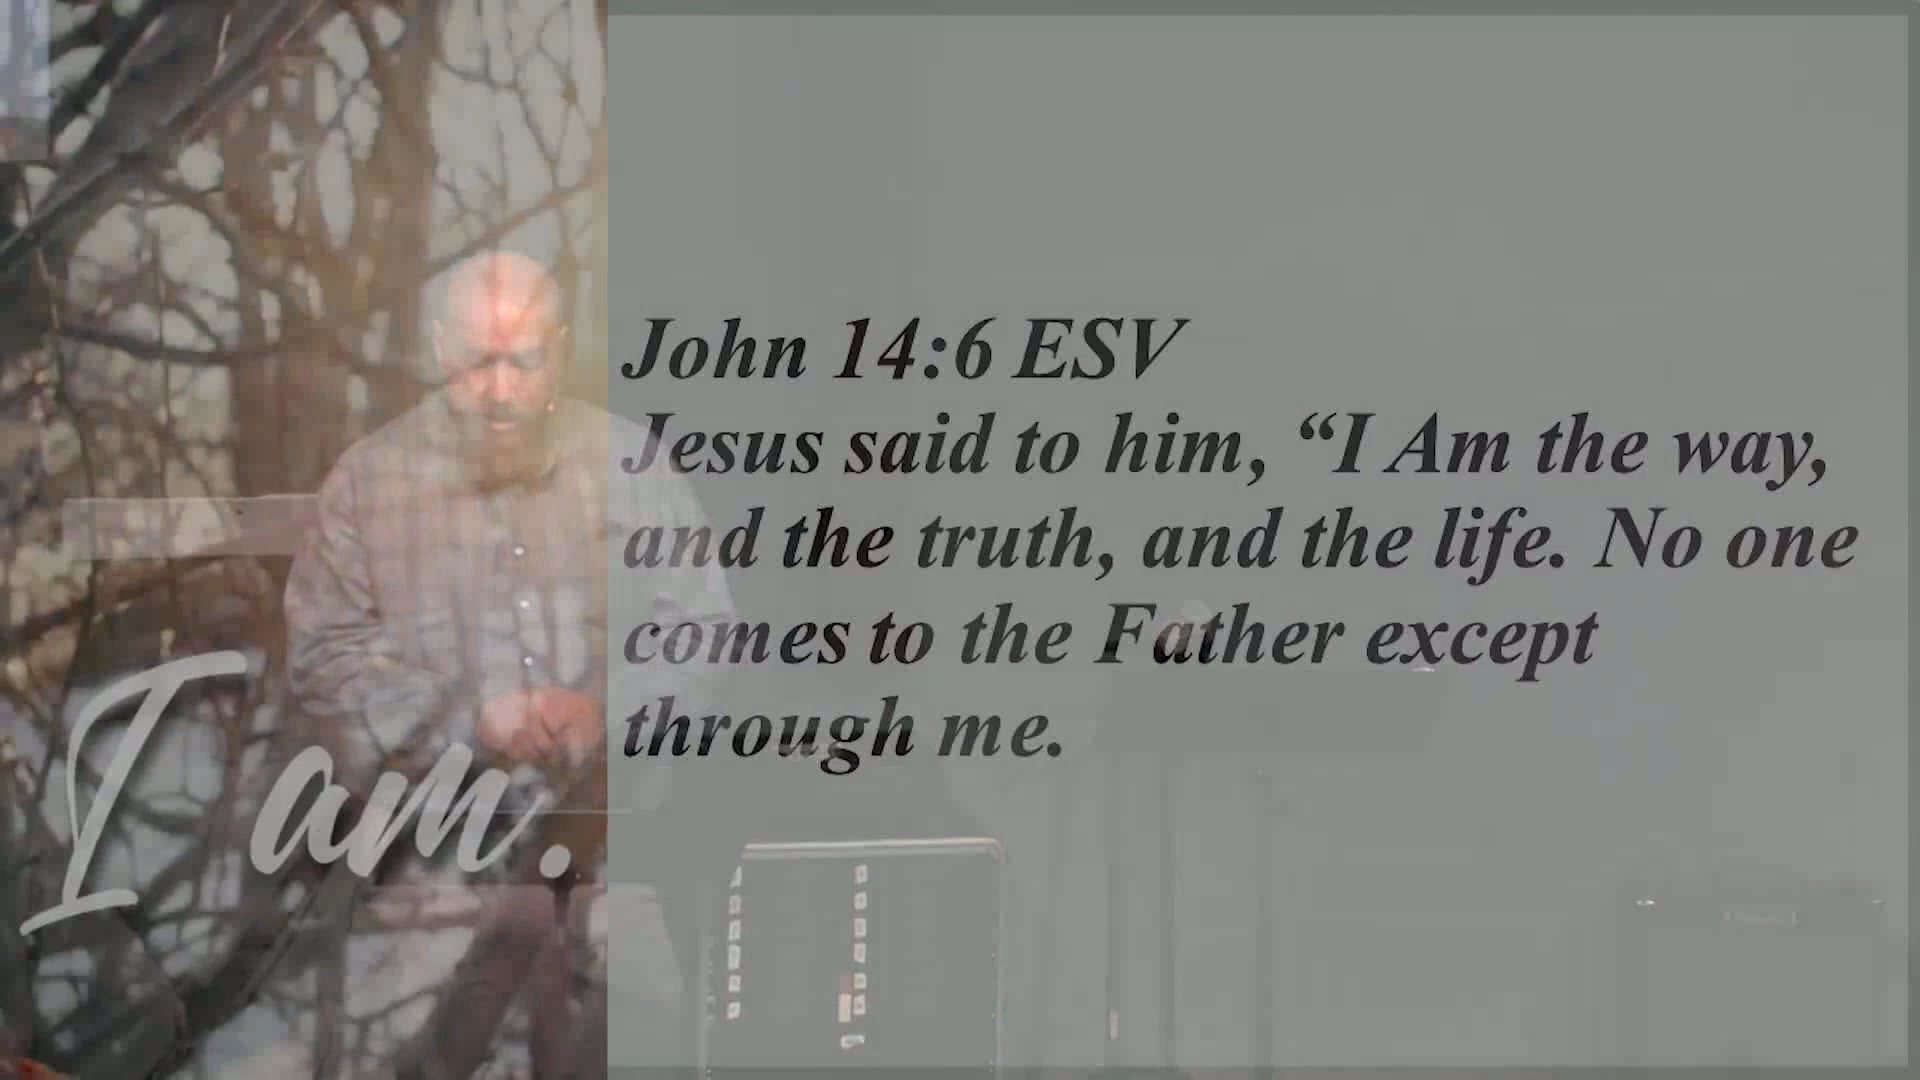 John 14:6 ESV
Jesus said to him, “I Am the way,
and the truth, and the life. No one
comes to the Father except
through me.
I am.